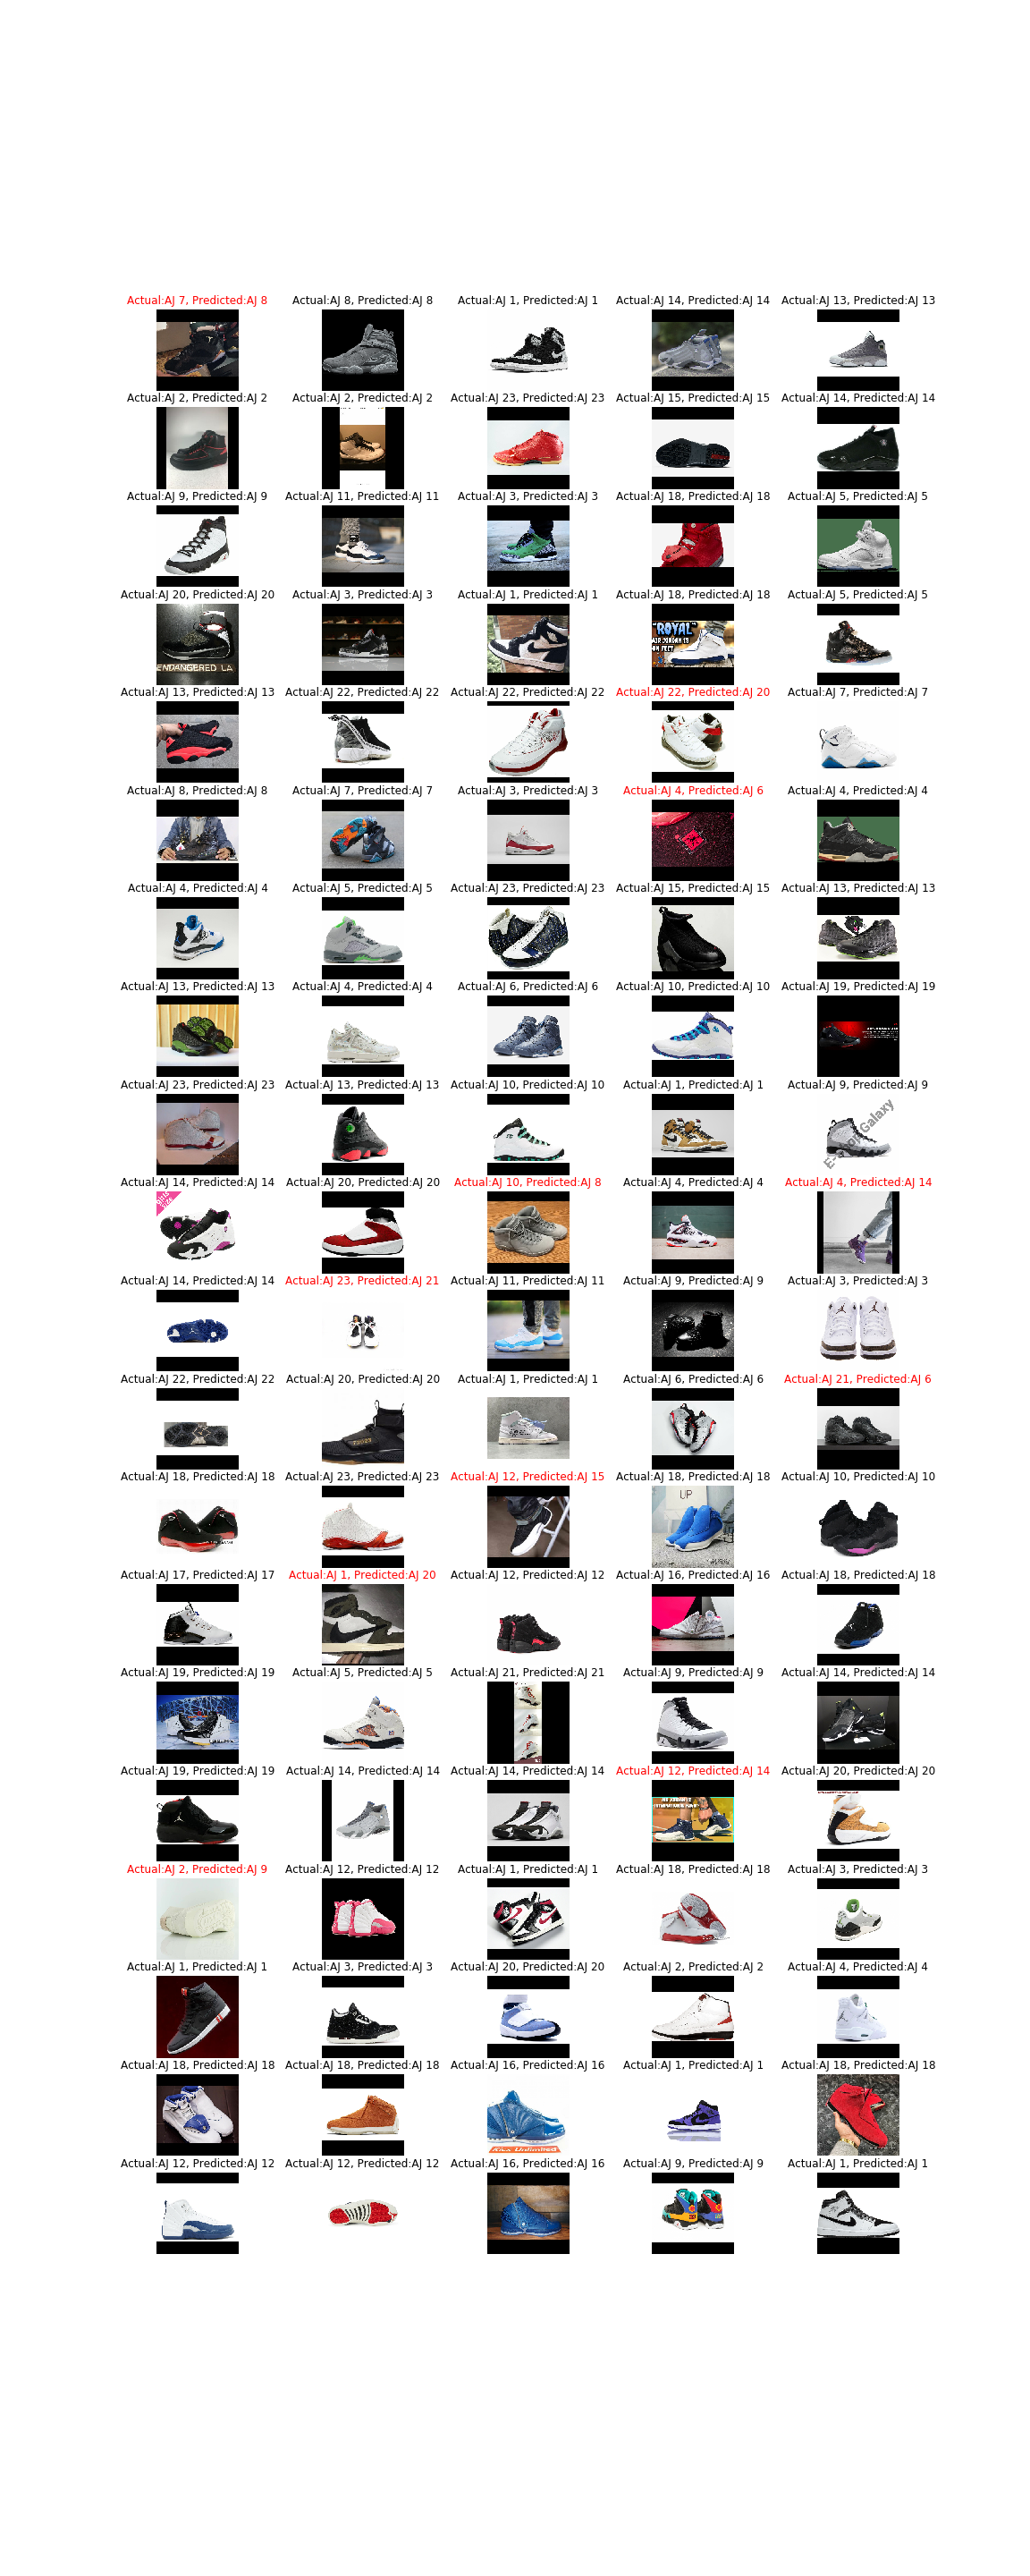 Actual:AJ 7, Predicted:AJ 8 Actual:AJ 8, Predicted:AJ 8 Actual:AJ 1, Predicted:AJ 1 Actual:AJ 14, Predicted:AJ 14 Actual:AJ 13, Predicted:AJ 13
Actual:AJ 2, Predicted:AJ 2 Actual:AJ 2, Predicted:AJ 2 Actual:AJ 23, Predicted:AJ 23 Actual:AJ 15, Predicted:AJ 15 Actual:AJ 14, Predicted:AJ 14
Actual:AJ 9, Predicted:AJ 9 Actual:AJ 11, Predicted:AJ 11 Actual:AJ 3, Predicted:AJ 3 Actual:AJ 18, Predicted:AJ 18 Actual:AJ 5, Predicted:AJ 5
Actual:AJ 20, Predicted:AJ 20 Actual:AJ 3, Predicted:AJ 3 Actual:AJ 1, Predicted:AJ 1 Actual:AJ 18, Predicted:AJ 18 Actual:AJ 5, Predicted:AJ 5
"ROYAL"
AIR JORDAN 18
ON FEET
ENDANGERED LA
Actual:AJ 13, Predicted:AJ 13 Actual:AJ 22, Predicted:AJ 22 Actual:AJ 22, Predicted:AJ 22 Actual:AJ 22, Predicted:AJ 20 Actual:AJ 7, Predicted:AJ 7
Actual:AJ 8, Predicted:AJ 8 Actual:AJ 7, Predicted:AJ 7 Actual:AJ 3, Predicted:AJ 3 Actual:AJ 4, Predicted:AJ 6 Actual:AJ 4, Predicted:AJ 4
Actual:AJ 4, Predicted:AJ 4 Actual:AJ 5, Predicted:AJ 5 Actual:AJ 23, Predicted:AJ 23 Actual:AJ 15, Predicted:AJ 15 Actual:AJ 13, Predicted:AJ 13
Actual:AJ 13, Predicted:AJ 13 Actual:AJ 4, Predicted:AJ 4 Actual:AJ 6, Predicted:AJ 6 Actual:AJ 10, Predicted:AJ 10 Actual:AJ 19, Predicted:AJ 19
Actual:AJ 23, Predicted:AJ 23 Actual:AJ 13, Predicted:AJ 13 Actual:AJ 10, Predicted:AJ 10 Actual:AJ 1, Predicted:AJ 1 Actual:AJ 9, Predicted:AJ 9
Galaxy
Actual:AJ 14, Predicted:AJ 14 Actual:AJ 20, Predicted:AJ 20 Actual:AJ 10, Predicted:AJ 8 Actual:AJ 4, Predicted:AJ 4 Actual:AJ 4, Predicted:AJ 14
Actual:AJ 14, Predicted:AJ 14 Actual:AJ 23, Predicted:AJ 21 Actual:AJ 11, Predicted:AJ 11 Actual:AJ 9, Predicted:AJ 9 Actual:AJ 3, Predicted:AJ 3
Actual:AJ 22, Predicted:AJ 22 Actual:AJ 20, Predicted:AJ 20 Actual:AJ 1, Predicted:AJ 1 Actual:AJ 6, Predicted:AJ 6 Actual:AJ 21, Predicted:AJ 6
Actual:AJ 18, Predicted:AJ 18 Actual:AJ 23, Predicted:AJ 23 Actual:AJ 12, Predicted:AJ 15 Actual:AJ 18, Predicted:AJ 18 Actual:AJ 10, Predicted:AJ 10
UP
Actual:AJ 17, Predicted:AJ 17 Actual:AJ 1, Predicted:AJ 20 Actual:AJ 12, Predicted:AJ 12 Actual:AJ 16, Predicted:AJ 16 Actual:AJ 18, Predicted:AJ 18
Actual:AJ 19, Predicted:AJ 19 Actual:AJ 5, Predicted:AJ 5 Actual:AJ 21, Predicted:AJ 21 Actual:AJ 9, Predicted:AJ 9 Actual:AJ 14, Predicted:AJ 14
Actual:AJ 19, Predicted:AJ 19 Actual:AJ 14, Predicted:AJ 14 Actual:AJ 14, Predicted:AJ 14 Actual:AJ 12, Predicted:AJ 14 Actual:AJ 20, Predicted:AJ 20
Actual:AJ 2, Predicted:AJ 9 Actual:AJ 12, Predicted:AJ 12 Actual:AJ 1, Predicted:AJ 1 Actual:AJ 18, Predicted:AJ 18 Actual:AJ 3, Predicted:AJ 3
Actual:AJ 1, Predicted:AJ 1 Actual:AJ 3, Predicted:AJ 3 Actual:AJ 20, Predicted:AJ 20 Actual:AJ 2, Predicted:AJ 2 Actual:AJ 4, Predicted:AJ 4
Actual:AJ 18, Predicted:AJ 18 Actual:AJ 18, Predicted:AJ 18 Actual:AJ 16, Predicted:AJ 16 Actual:AJ 1, Predicted:AJ 1 Actual:AJ 18, Predicted:AJ 18
Unlimited
Actual:AJ 12, Predicted:AJ 12 Actual:AJ 12, Predicted:AJ 12 Actual:AJ 16, Predicted:AJ 16 Actual:AJ 9, Predicted:AJ 9 Actual:AJ 1, Predicted:AJ 1